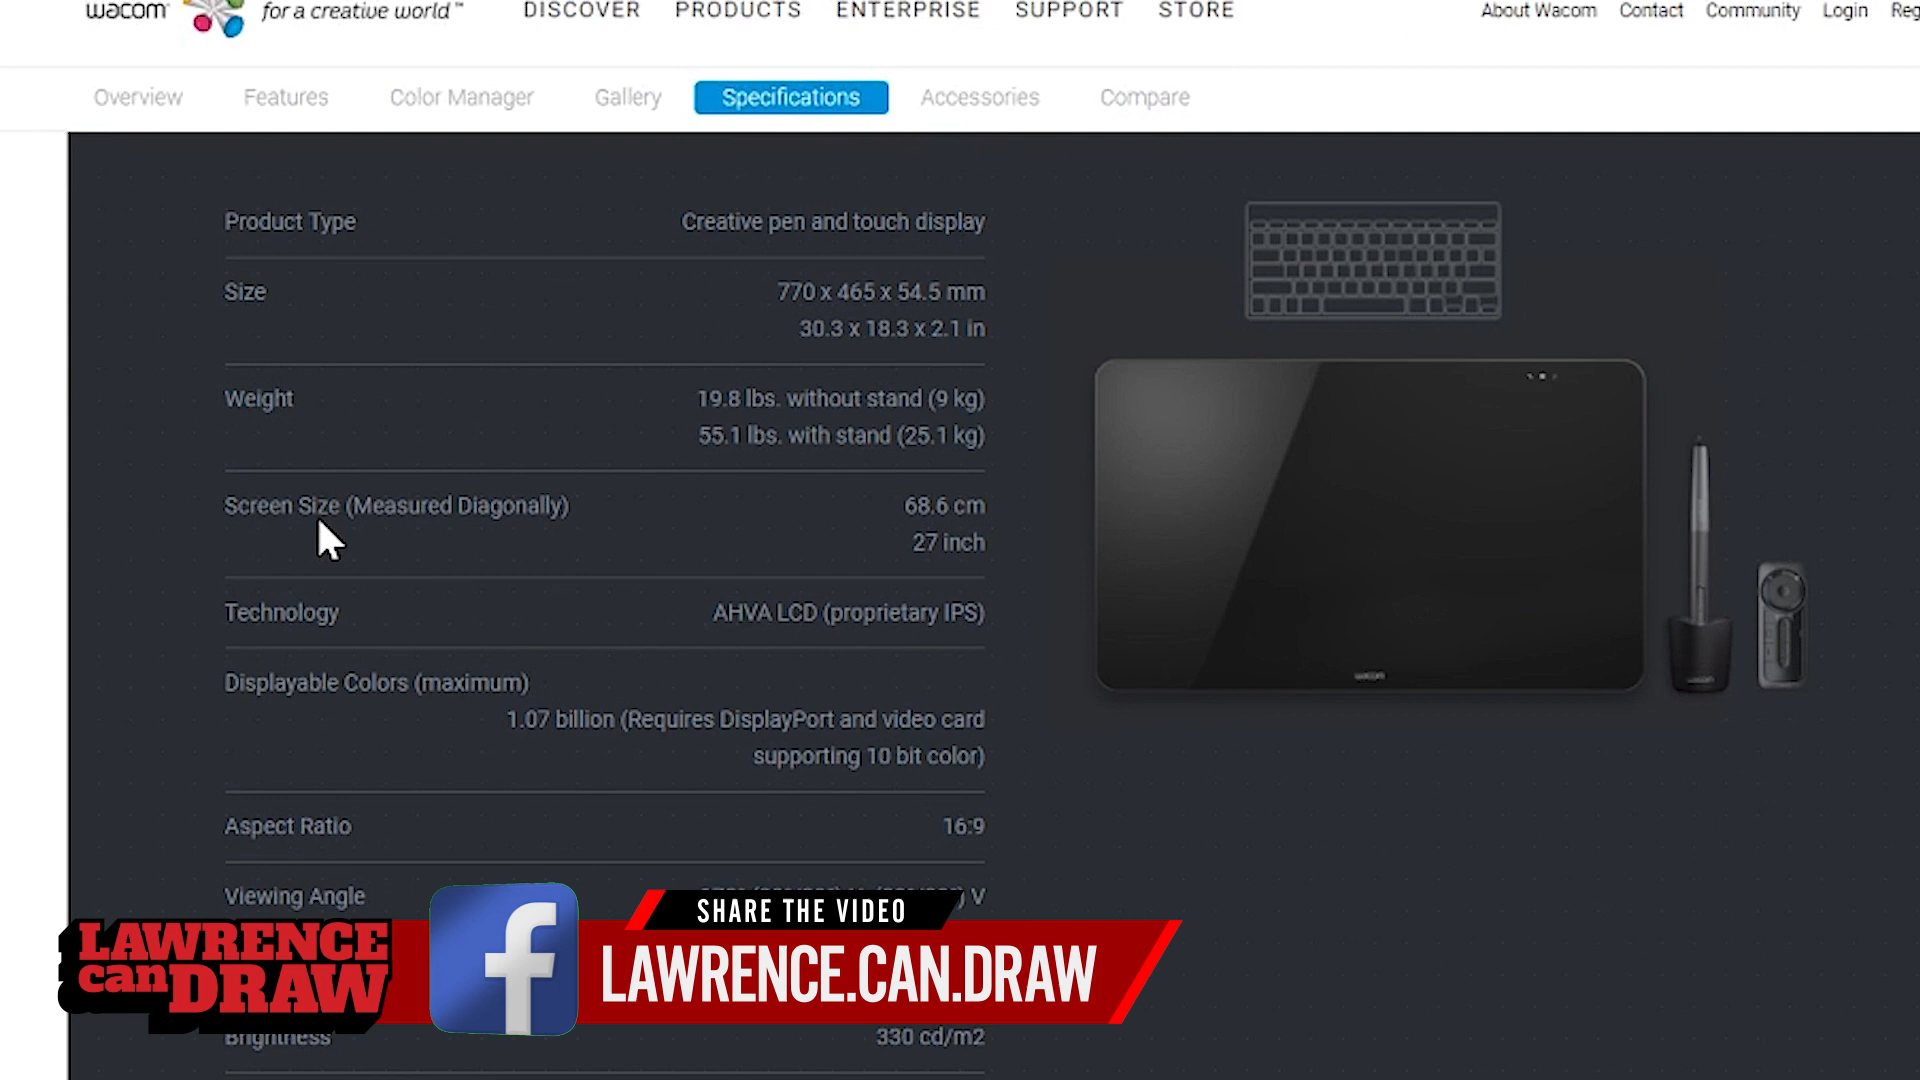 wacom for a creative world™ DISCOVER PRODUCTS ENTERPRISE SUPPORT STORE About Wacom Contact Community Login Reg
Overview Features Color Manager Gallery Specifications Accessories Compare
Product Type Creative pen and touch display
Size 770 x 465 x 54.5 mm
30.3 x 18.3 x 2.1 in
Weight 19.8 lbs. without stand (9 kg)
55.1 lbs. with stand (25.1 kg)
Screen Size (Measured Diagonally) 68.6 cm
27 inch
Technology AHVA LCD (proprietary IPS)
Displayable Colors (maximum)
1.07 billion (Requires DisplayPort and video card
supporting 10 bit color)
Aspect Ratio 16:9
Viewing Angle V
Brightness 330 cd/m2
wacom
wacom
LAWRENCE
can DRAW
f
SHARE THE VIDEO
LAWRENCE.CAN.DRAW